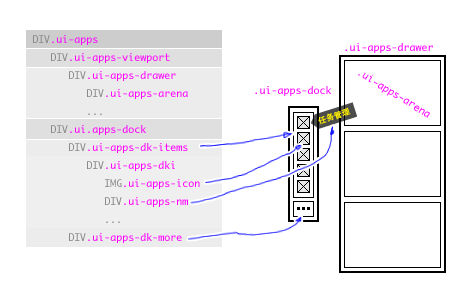 DIV.ui-apps
DIV.ui-apps-viewport
DIV.ui-apps-drawer
DIV.ui-apps-arena
...
DIV.ui.apps-dock
DIV.ui-apps-dk-items
DIV.ui-apps-dki
IMG.ui-apps-icon
DIV.ui-apps-nm
...
DIV.ui-apps-dk-more
.ui-apps-dock
任务管理
.ui-apps-drawer
.ui-apps-arena